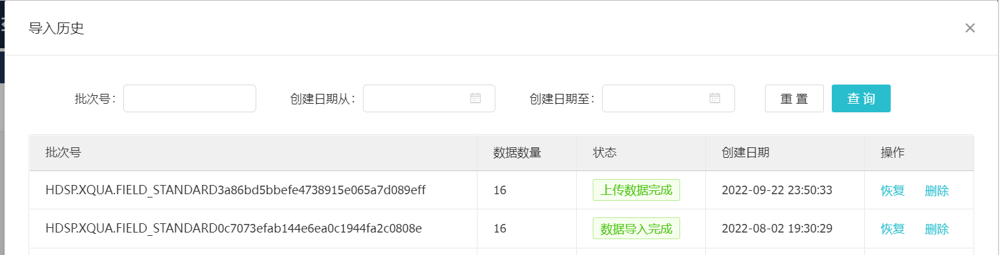 导入历史
批次号: 创建日期从: 创建日期至: 重 置 查 询
批次号 数据数量 状态 创建日期 操作
HDSP.XQUA.FIELD_STANDARD3a86bd5bbefe4738915e065a7d089eff 16 上传数据完成 2022-09-22 23:50:33 恢复 删除
HDSP.XQUA.FIELD_STANDARD0c7073efab144e6ea0c1944fa2c0808e 16 数据导入完成 2022-08-02 19:30:29 恢复 删除